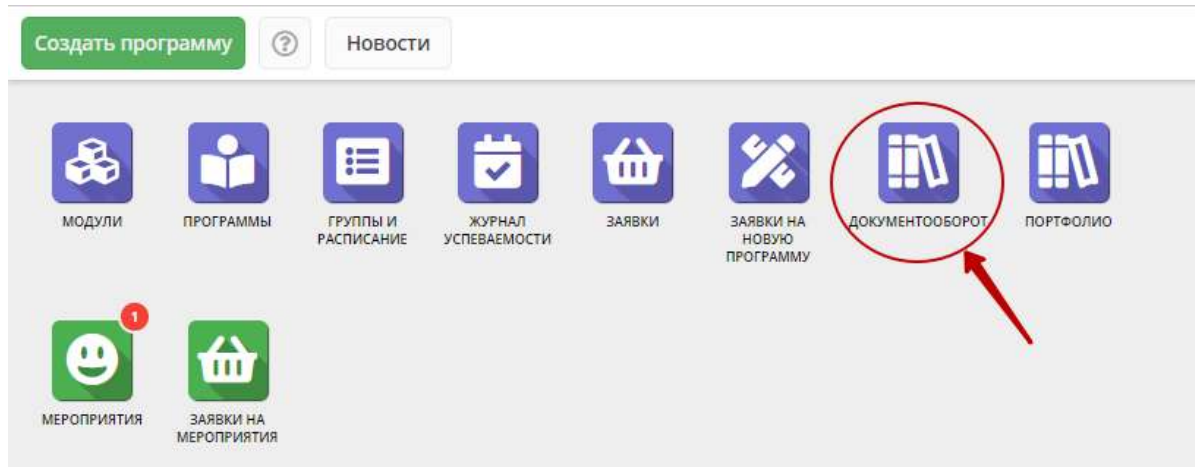 Создать программу
?
Новости
МОДУЛИ
ПРОГРАММЫ
ГРУППЫ И
РАСПИСАНИЕ
ЖУРНАЛ
УСПЕВАЕМОСТИ
ЗАЯВКИ
ЗАЯВКИ НА
НОВУЮ
ПРОГРАММУ
ДОКУМЕНТООБОРОТ
ПОРТФОЛИО
1
МЕРОПРИЯТИЯ
ЗАЯВКИ НА
МЕРОПРИЯТИЯ